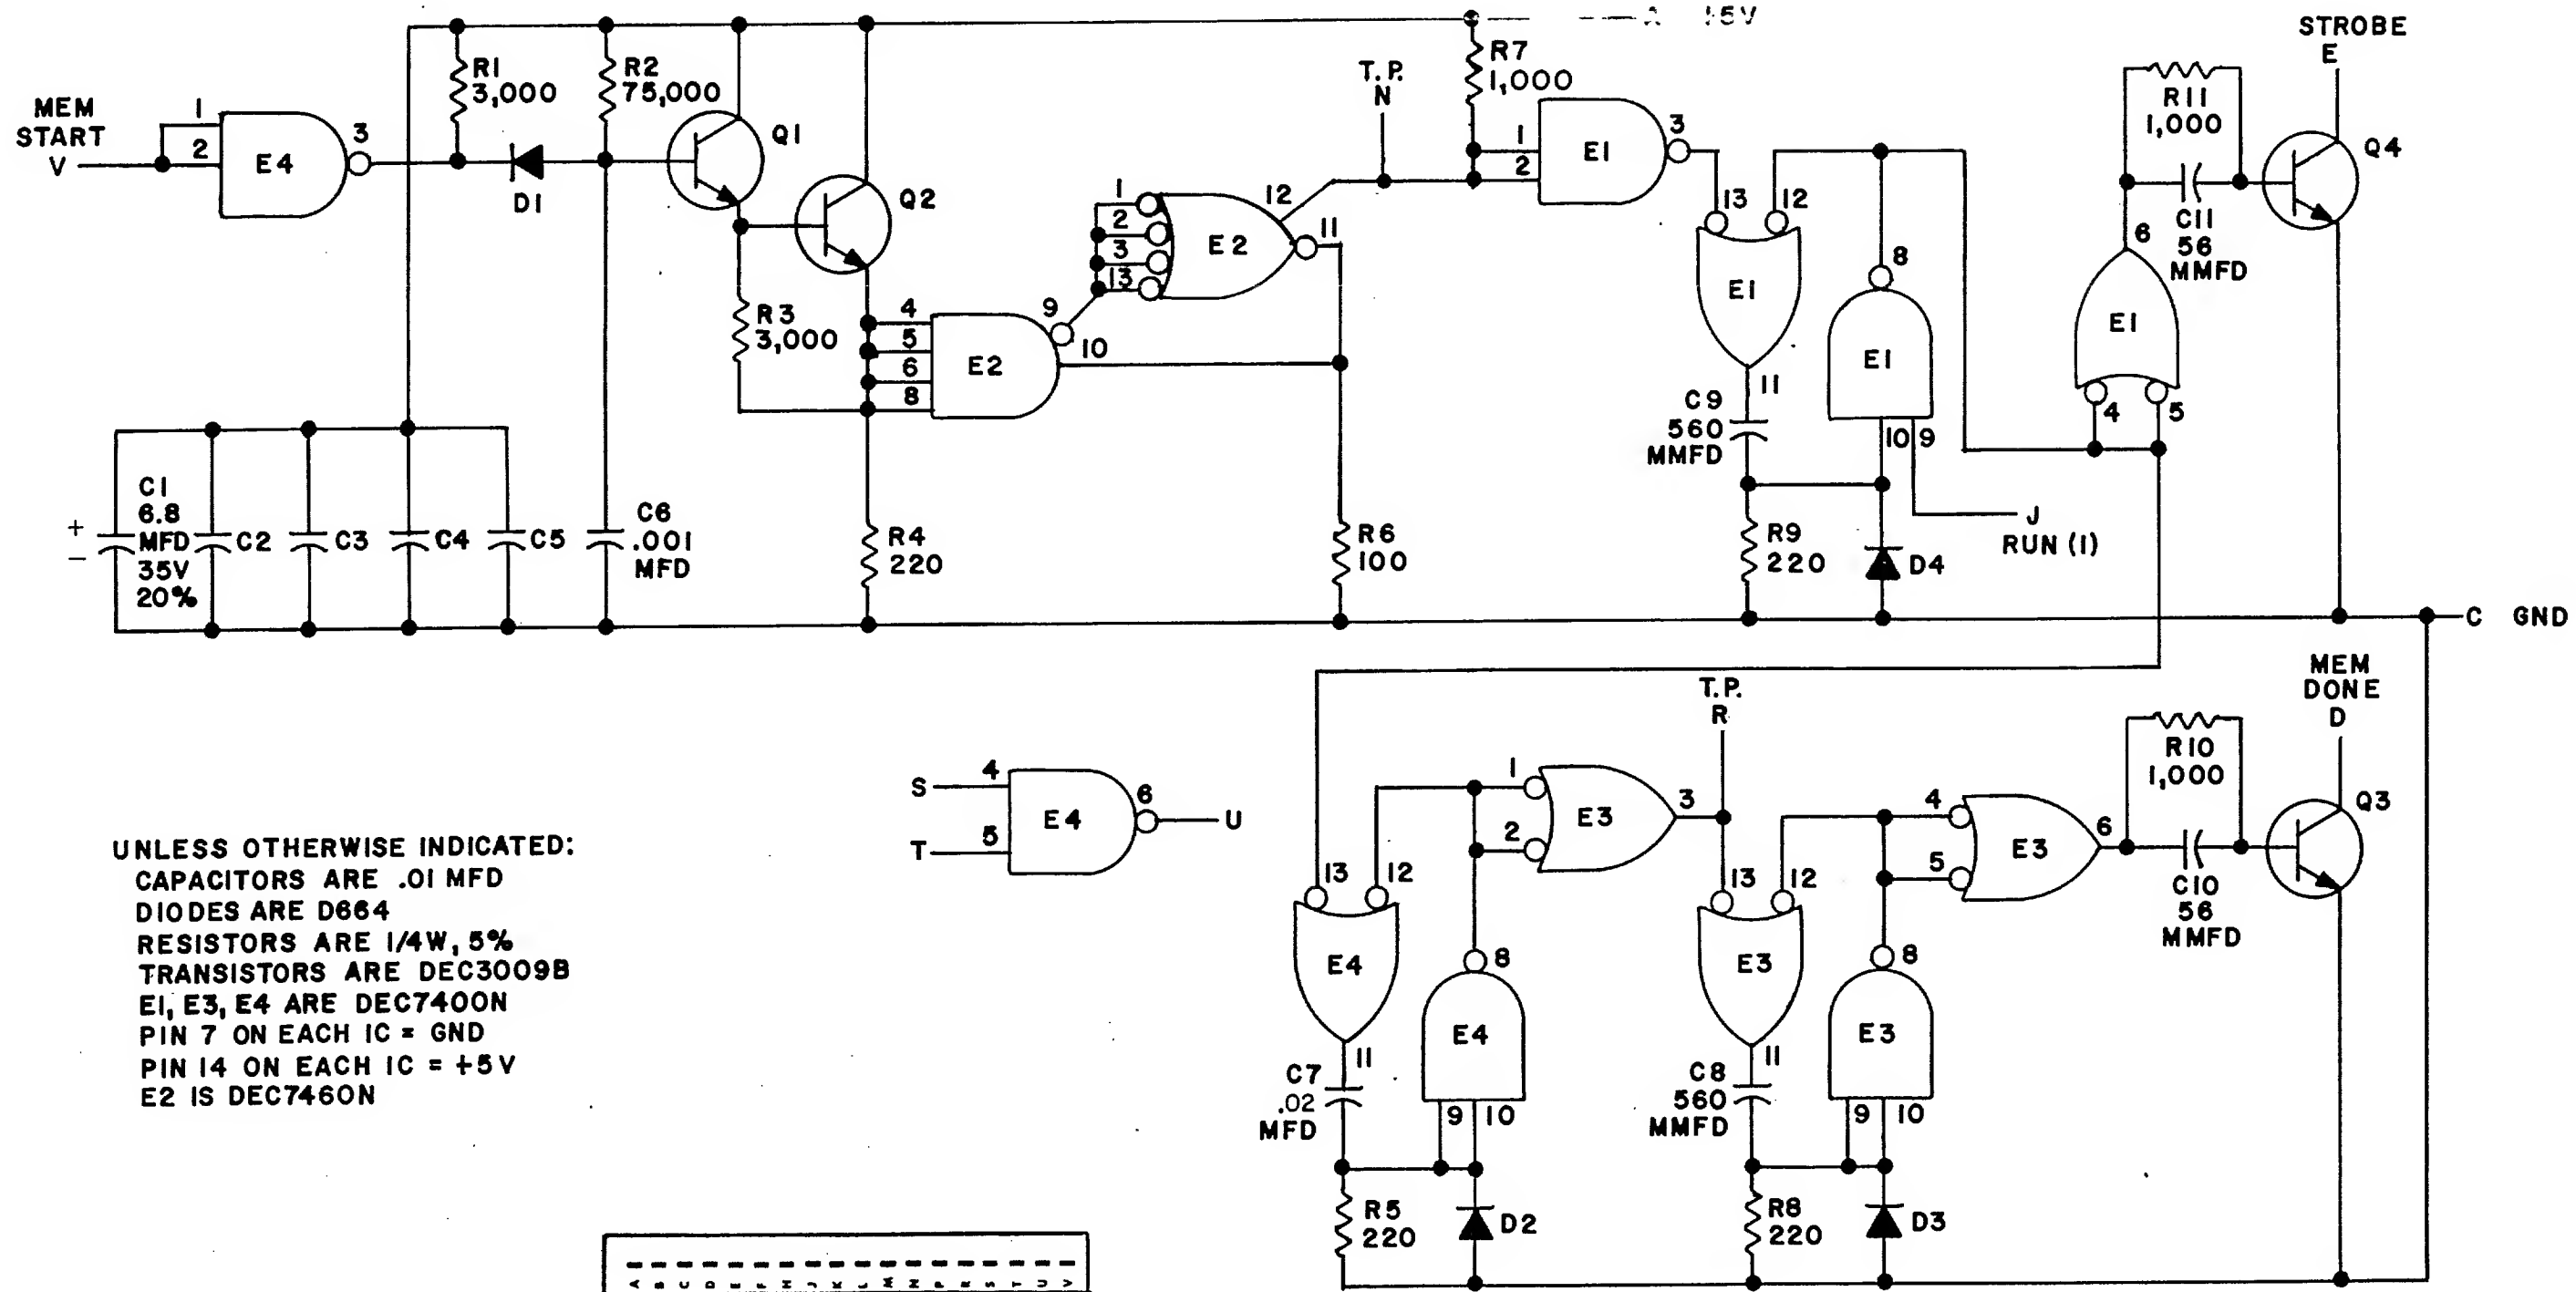 MEM
START
V
1
2
E4
3
R1
3,000
D1
R2
75,000
Q1
Q2
R3
3,000
4
5
6
8
E2
9
10
1
2
3
13
E2
12
11
T.P.
N
R7
1,000
A
15V
1
2
E1
3
13
12
E1
11
8
E1
10
9
J
RUN (1)
C9
560
MMFD
R9
220
D4
STROBE
E
R11
1,000
C11
56
MMFD
Q4
6
E1
4
5
+
–
C1
6.8
MFD
35V
20%
C2
C3
C4
C5
C6
.001
MFD
R4
220
R6
100
C GND
S
T
4
5
E4
6
U
T.P.
R
MEM
DONE
D
1
2
E3
3
13
12
E4
11
8
E4
9
10
C7
.02
MFD
R5
220
D2
13
12
E3
11
8
E3
9
10
C8
560
MMFD
R8
220
D3
4
5
E3
6
R10
1,000
C10
56
MMFD
Q3
UNLESS OTHERWISE INDICATED:
CAPACITORS ARE .01 MFD
DIODES ARE D664
RESISTORS ARE 1/4W, 5%
TRANSISTORS ARE DEC3009B
E1, E3, E4 ARE DEC7400N
PIN 7 ON EACH IC = GND
PIN 14 ON EACH IC = +5V
E2 IS DEC7460N
A B C D E F H J K L M N P R S T U V